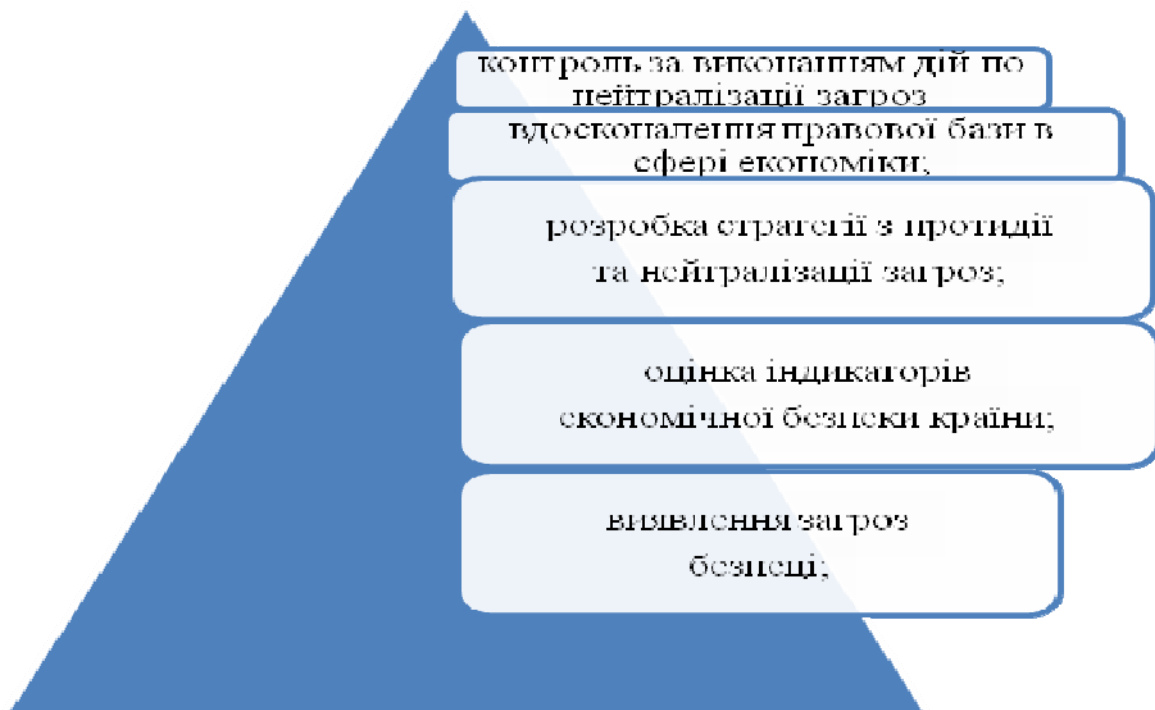 контроль за виконанням дій по
нейтралізації загроз
вдосконалення правової бази в
сфері економіки;
розробка стратегії з протидії
та нейтралізації загроз;
оцінка індикаторів
економічної безпеки країни;
виявлення загроз
безпеці;